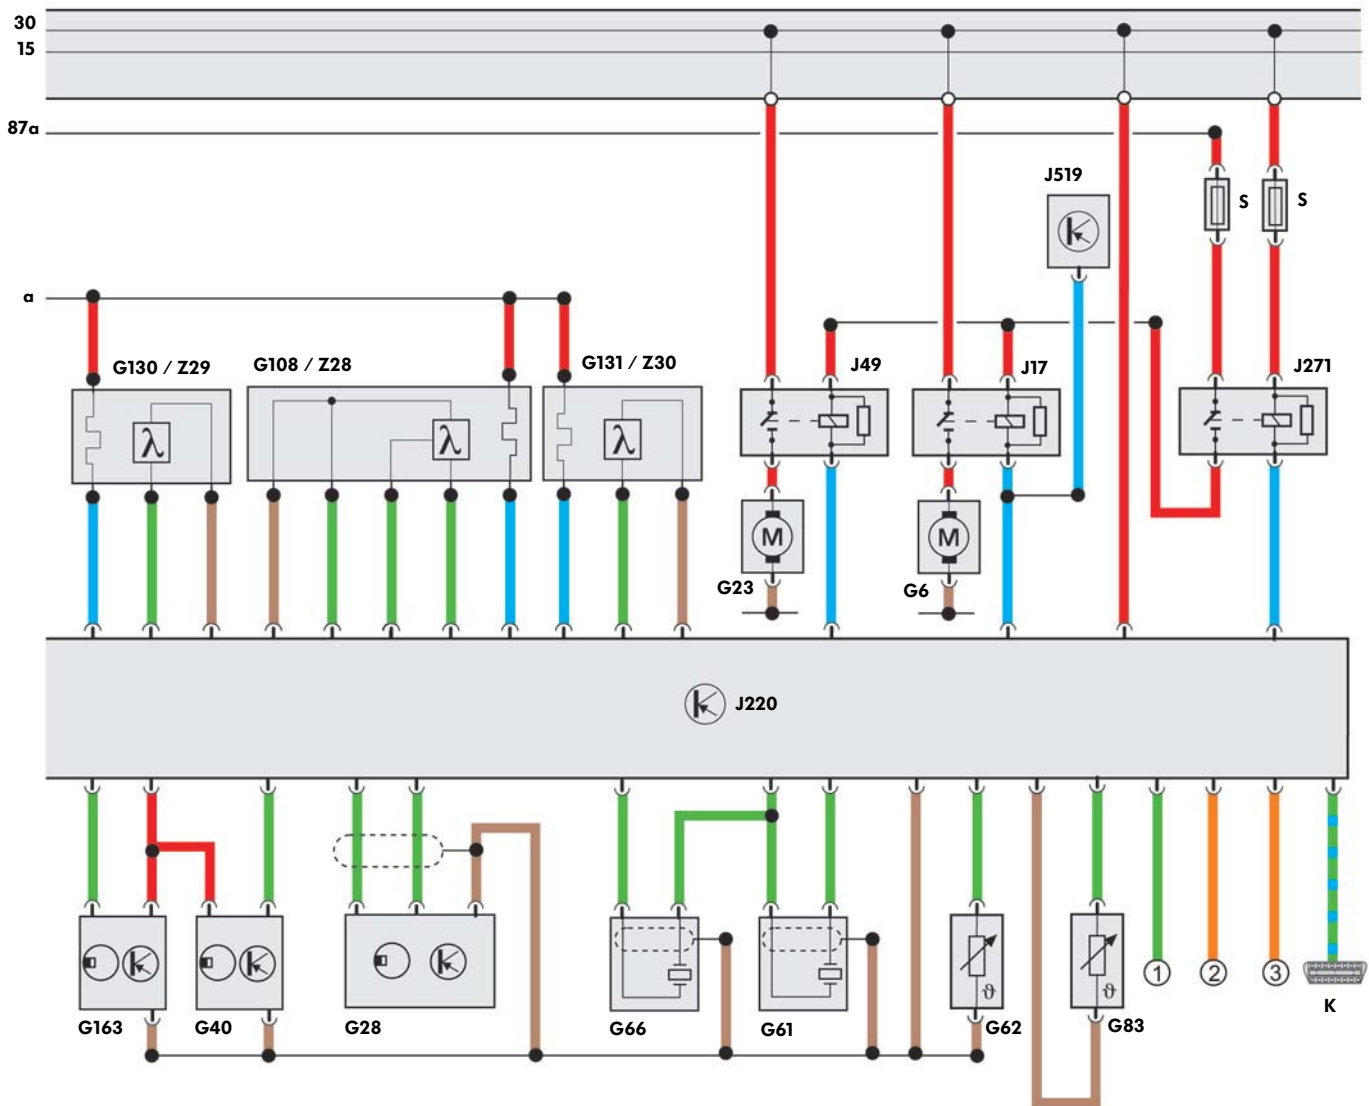 30
15
87a
J519
S
S
a
G130 / Z29
G108 / Z28
G131 / Z30
J49
J17
J271
λ
λ
λ
M
M
G23
G6
J220
1
2
3
ϑ
ϑ
G163
G40
G28
G66
G61
G62
G83
K